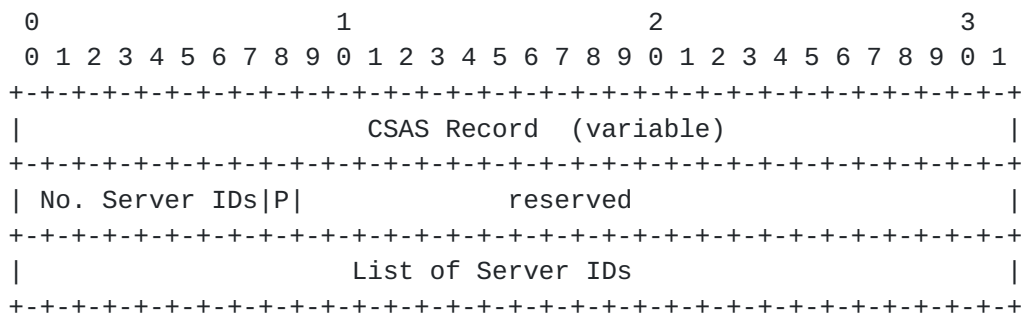 0                   1                   2                   3
 0 1 2 3 4 5 6 7 8 9 0 1 2 3 4 5 6 7 8 9 0 1 2 3 4 5 6 7 8 9 0 1
+-+-+-+-+-+-+-+-+-+-+-+-+-+-+-+-+-+-+-+-+-+-+-+-+-+-+-+-+-+-+-+-+
|                      CSAS Record  (variable)                  |
+-+-+-+-+-+-+-+-+-+-+-+-+-+-+-+-+-+-+-+-+-+-+-+-+-+-+-+-+-+-+-+-+
| No. Server IDs|P|             reserved                        |
+-+-+-+-+-+-+-+-+-+-+-+-+-+-+-+-+-+-+-+-+-+-+-+-+-+-+-+-+-+-+-+-+
|                     List of Server IDs                        |
+-+-+-+-+-+-+-+-+-+-+-+-+-+-+-+-+-+-+-+-+-+-+-+-+-+-+-+-+-+-+-+-+